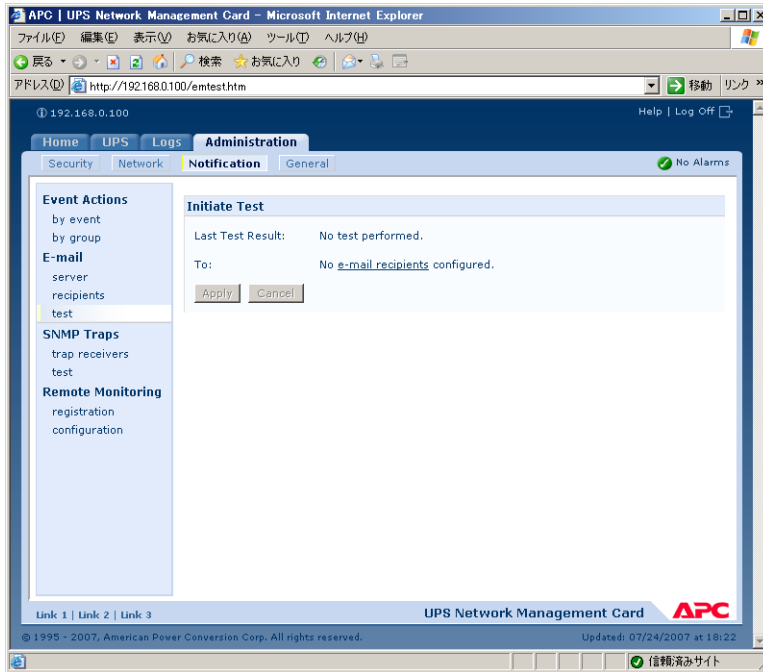 APC | UPS Network Management Card - Microsoft Internet Explorer
ファイル(F) 編集(E) 表示(V) お気に入り(A) ツール(T) ヘルプ(H)
戻る 検索 お気に入り
アドレス(D) http://192.168.0.100/emtest.htm 移動 リンク »
192.168.0.100 Help | Log Off
Home UPS Logs Administration
Security Network Notification General No Alarms
Event Actions
by event
by group
E-mail
server
recipients
test
SNMP Traps
trap receivers
test
Remote Monitoring
registration
configuration
Initiate Test
Last Test Result: No test performed.
To: No e-mail recipients configured.
Apply Cancel
Link 1 | Link 2 | Link 3 UPS Network Management Card APC
© 1995 - 2007, American Power Conversion Corp. All rights reserved. Updated: 07/24/2007 at 18:22
信頼済みサイト